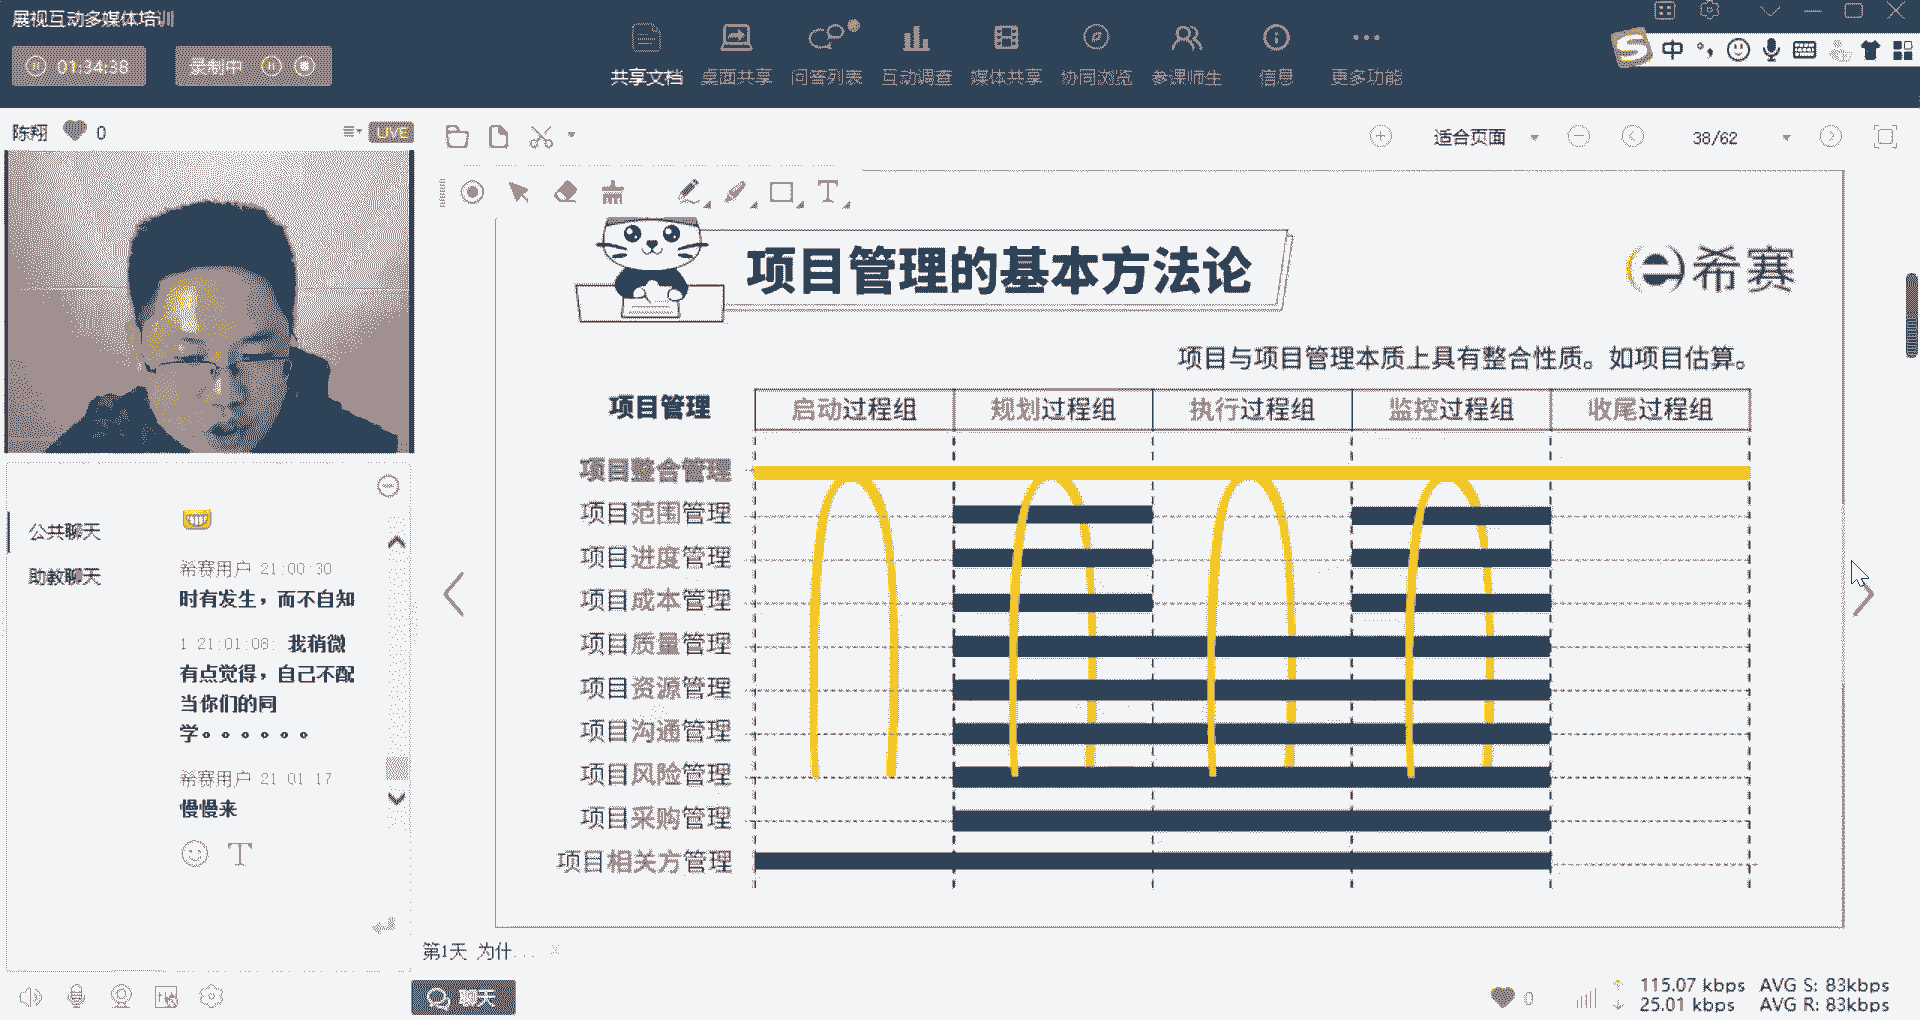 展视互动多媒体培训
01:34:38
录制中
共享文档
桌面共享
问答列表
互动调查
媒体共享
协同浏览
参课师生
信息
更多功能
中
陈翔
0
LIVE
适合页面
38/62
项目管理的基本方法论
希赛
项目与项目管理本质上具有整合性质。如项目估算。
项目管理
启动过程组
规划过程组
执行过程组
监控过程组
收尾过程组
项目整合管理
项目范围管理
项目进度管理
项目成本管理
项目质量管理
项目资源管理
项目沟通管理
项目风险管理
项目采购管理
项目相关方管理
公共聊天
助教聊天
希赛用户 21:00:30
时有发生，而不自知
1 21:01:06: 我稍微
有点觉得，自己不配
当你们的同
学。。。。。。
希赛用户 21:01:17
慢慢来
第1天 为什...
聊天
0
115.07 kbps AVG S: 83kbps
25.01 kbps AVG R: 83kbps